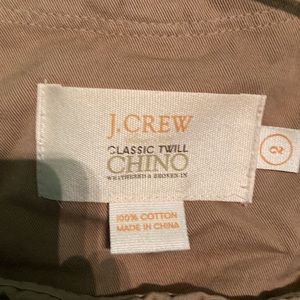 J.CREW
CLASSIC TWILL
CHINO
WEATHERED & BROKEN-IN
2
100% COTTON
MADE IN CHINA